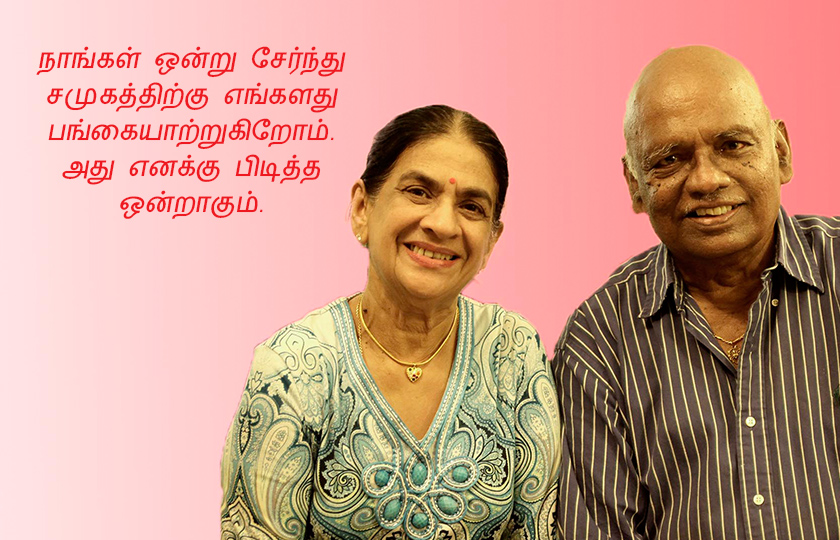 நாங்கள் ஒன்று சேர்ந்து
சமுகத்திற்கு எங்களது
பங்கையாற்றுகிறோம்.
அது எனக்கு பிடித்த
ஒன்றாகும்.